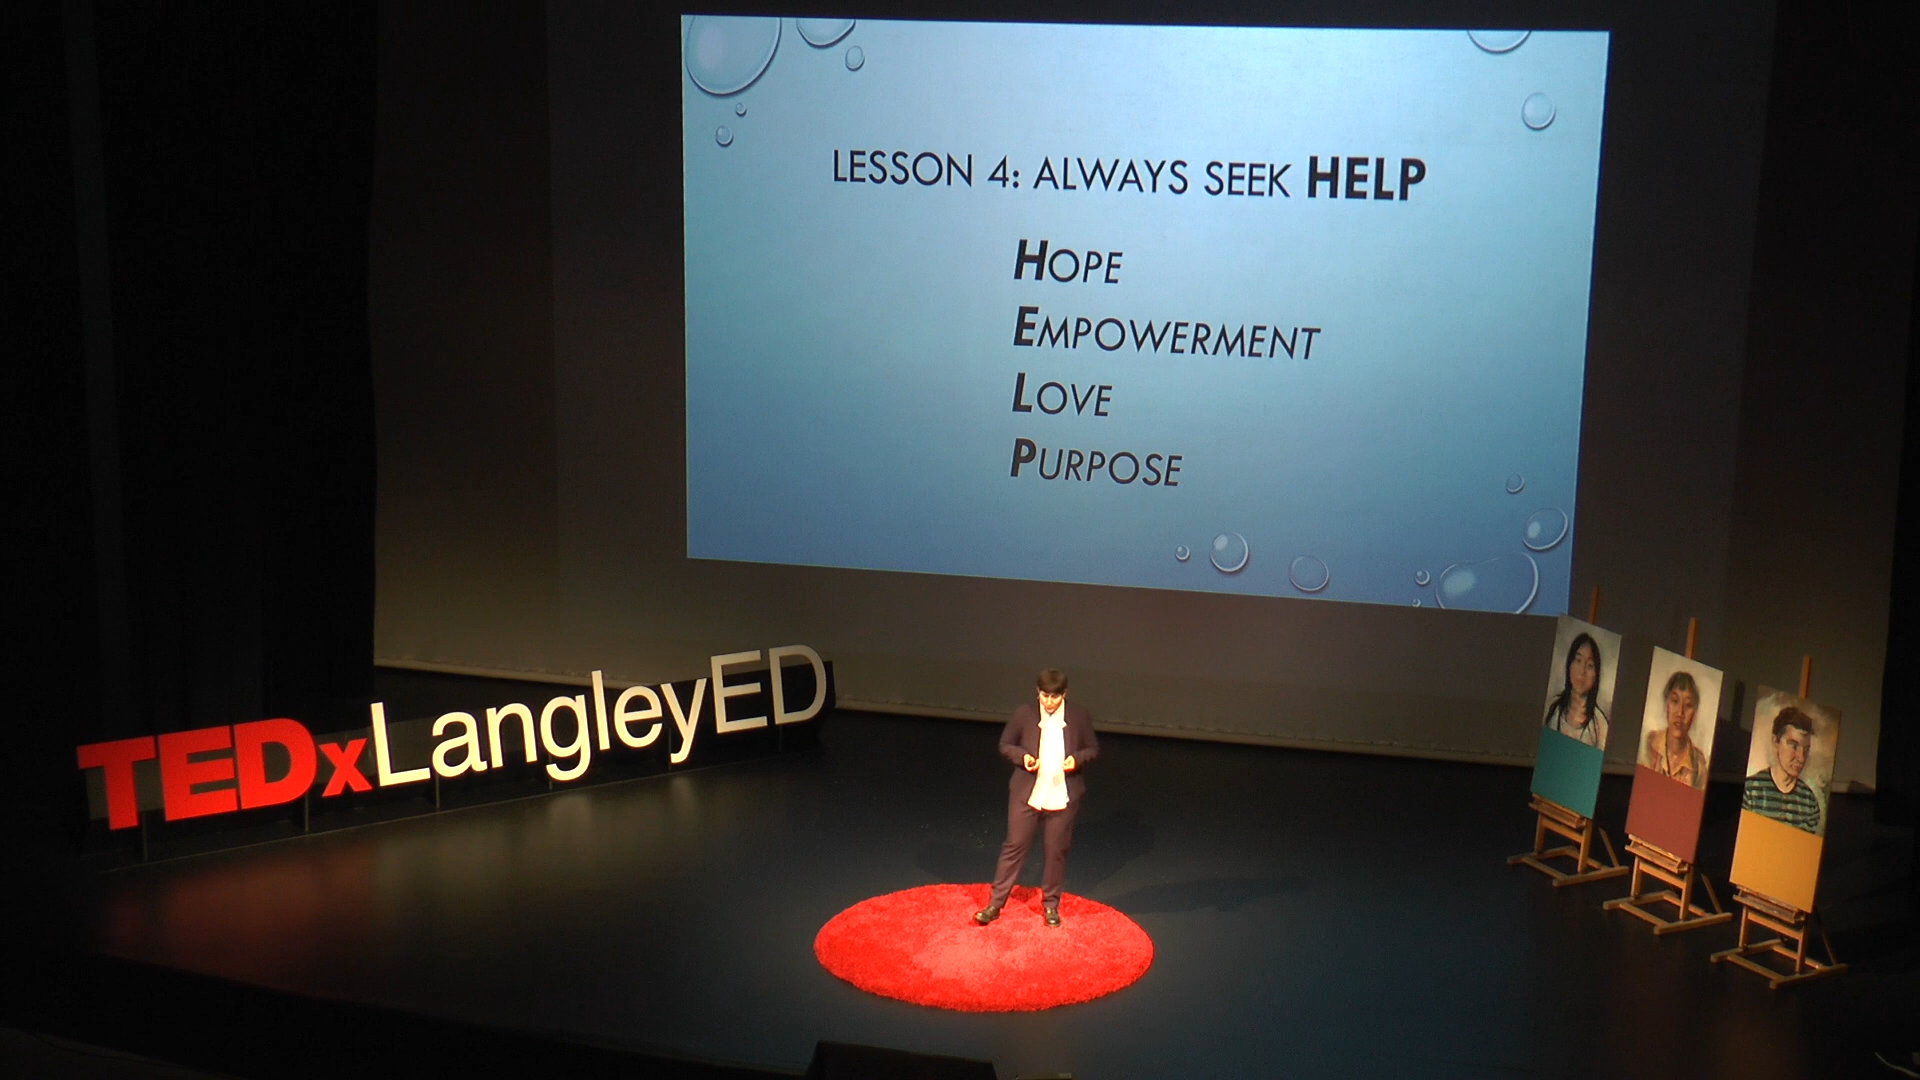 LESSON 4: ALWAYS SEEK HELP
HOPE
EMPOWERMENT
LOVE
PURPOSE
TEDxLangleyED